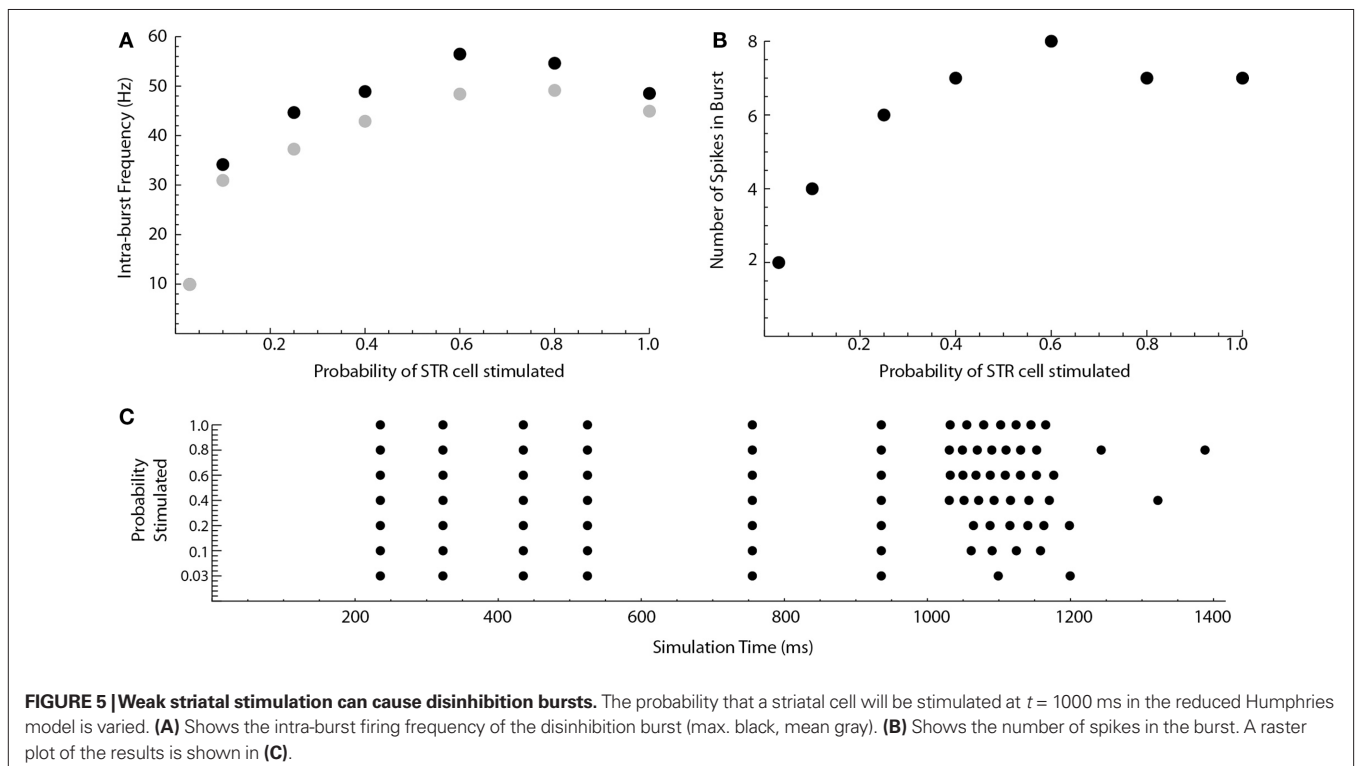 A
60
50
40
30
20
10
Intra-burst Frequency (Hz)
0.2 0.4 0.6 0.8 1.0
Probability of STR cell stimulated
B
8
6
4
2
Number of Spikes in Burst
0.2 0.4 0.6 0.8 1.0
Probability of STR cell stimulated
C
Probability
Stimulated
1.0
0.8
0.6
0.4
0.2
0.1
0.03
200 400 600 800 1000 1200 1400
Simulation Time (ms)
FIGURE 5 | Weak striatal stimulation can cause disinhibition bursts. The probability that a striatal cell will be stimulated at t = 1000 ms in the reduced Humphries
model is varied. (A) Shows the intra-burst firing frequency of the disinhibition burst (max. black, mean gray). (B) Shows the number of spikes in the burst. A raster
plot of the results is shown in (C).